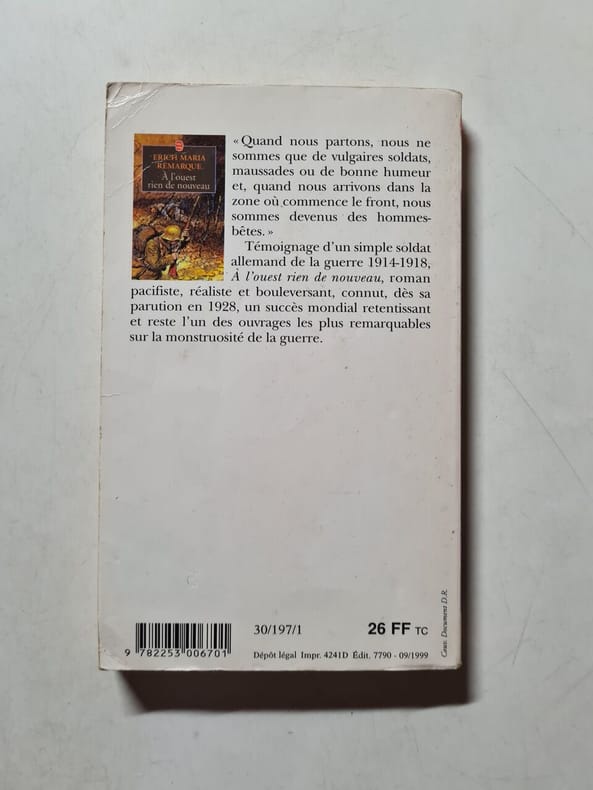 ERICH MARIA
REMARQUE
À l'ouest
rien de nouveau
« Quand nous partons, nous ne
sommes que de vulgaires soldats,
maussades ou de bonne humeur
et, quand nous arrivons dans la
zone où commence le front, nous
sommes devenus des hommes-
bêtes. »
Témoignage d'un simple soldat
allemand de la guerre 1914-1918,
À l'ouest rien de nouveau, roman
pacifiste, réaliste et bouleversant, connut, dès sa
parution en 1928, un succès mondial retentissant
et reste l'un des ouvrages les plus remarquables
sur la monstruosité de la guerre.
9 782253 006701
30/197/1
26 FF TC
Dépôt légal Impr. 4241D Édit. 7790 - 09/1999
Couv. Document D.R.